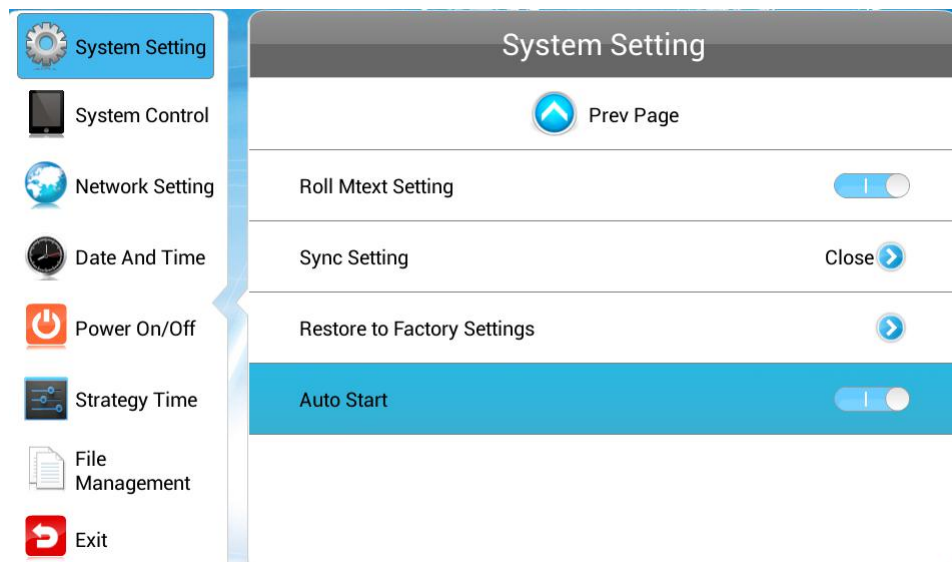 System Setting
System Control
Network Setting
Date And Time
Power On/Off
Strategy Time
File
Management
Exit
System Setting
Prev Page
Roll Mtext Setting
Sync Setting Close
Restore to Factory Settings
Auto Start